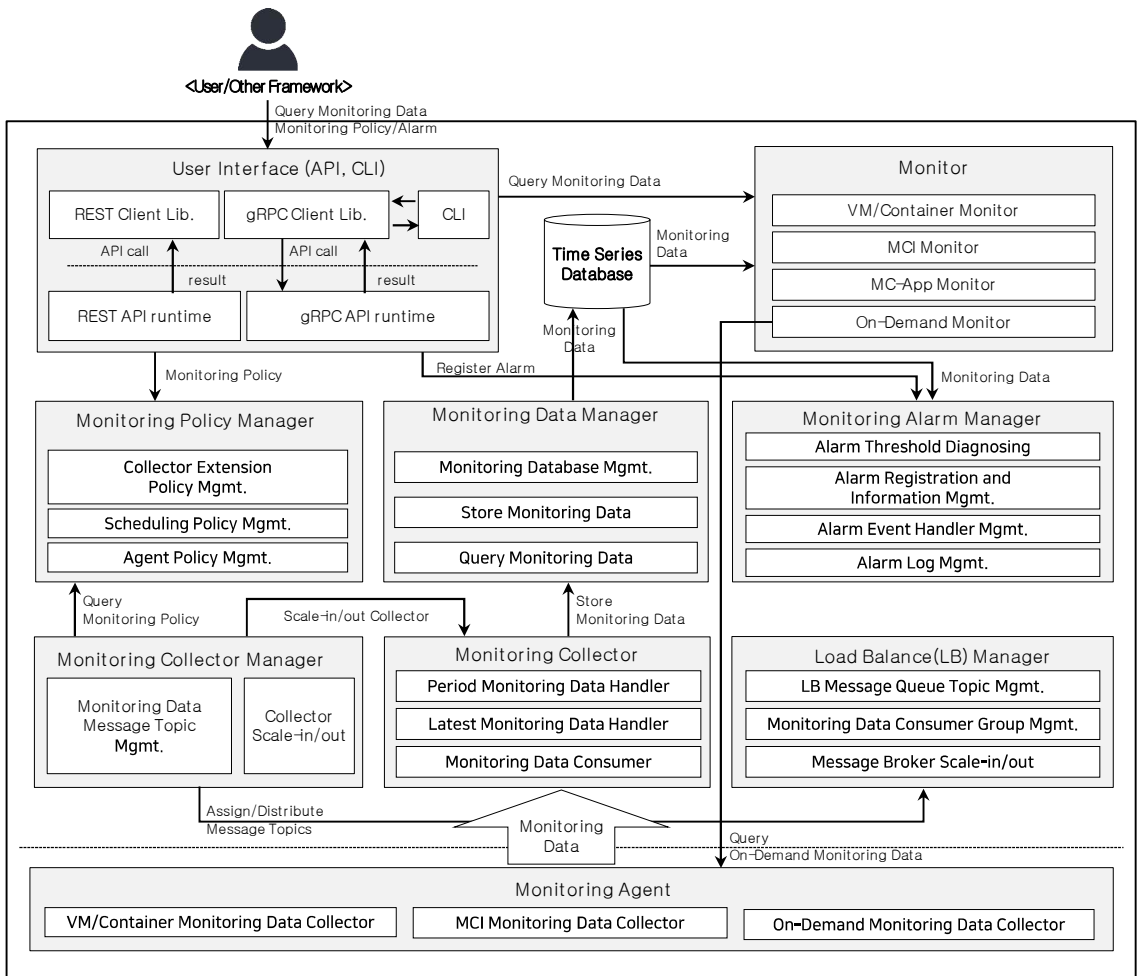 <User/Other Framework>
Query Monitoring Data
Monitoring Policy/Alarm
User Interface (API, CLI)
REST Client Lib.
gRPC Client Lib.
CLI
API call
API call
result
result
REST API runtime
gRPC API runtime
Query Monitoring Data
Time Series
Database
Monitoring
Data
Monitor
VM/Container Monitor
MCI Monitor
MC-App Monitor
On-Demand Monitor
Monitoring
Data
Monitoring Policy
Register Alarm
Monitoring Data
Monitoring Policy Manager
Collector Extension
Policy Mgmt.
Scheduling Policy Mgmt.
Agent Policy Mgmt.
Monitoring Data Manager
Monitoring Database Mgmt.
Store Monitoring Data
Query Monitoring Data
Monitoring Alarm Manager
Alarm Threshold Diagnosing
Alarm Registration and
Information Mgmt.
Alarm Event Handler Mgmt.
Alarm Log Mgmt.
Query
Monitoring Policy
Scale-in/out Collector
Store
Monitoring Data
Monitoring Collector Manager
Monitoring Data
Message Topic
Mgmt.
Collector
Scale-in/out
Monitoring Collector
Period Monitoring Data Handler
Latest Monitoring Data Handler
Monitoring Data Consumer
Load Balance(LB) Manager
LB Message Queue Topic Mgmt.
Monitoring Data Consumer Group Mgmt.
Message Broker Scale-in/out
Assign/Distribute
Message Topics
Monitoring
Data
Query
On-Demand Monitoring Data
Monitoring Agent
VM/Container Monitoring Data Collector
MCI Monitoring Data Collector
On-Demand Monitoring Data Collector